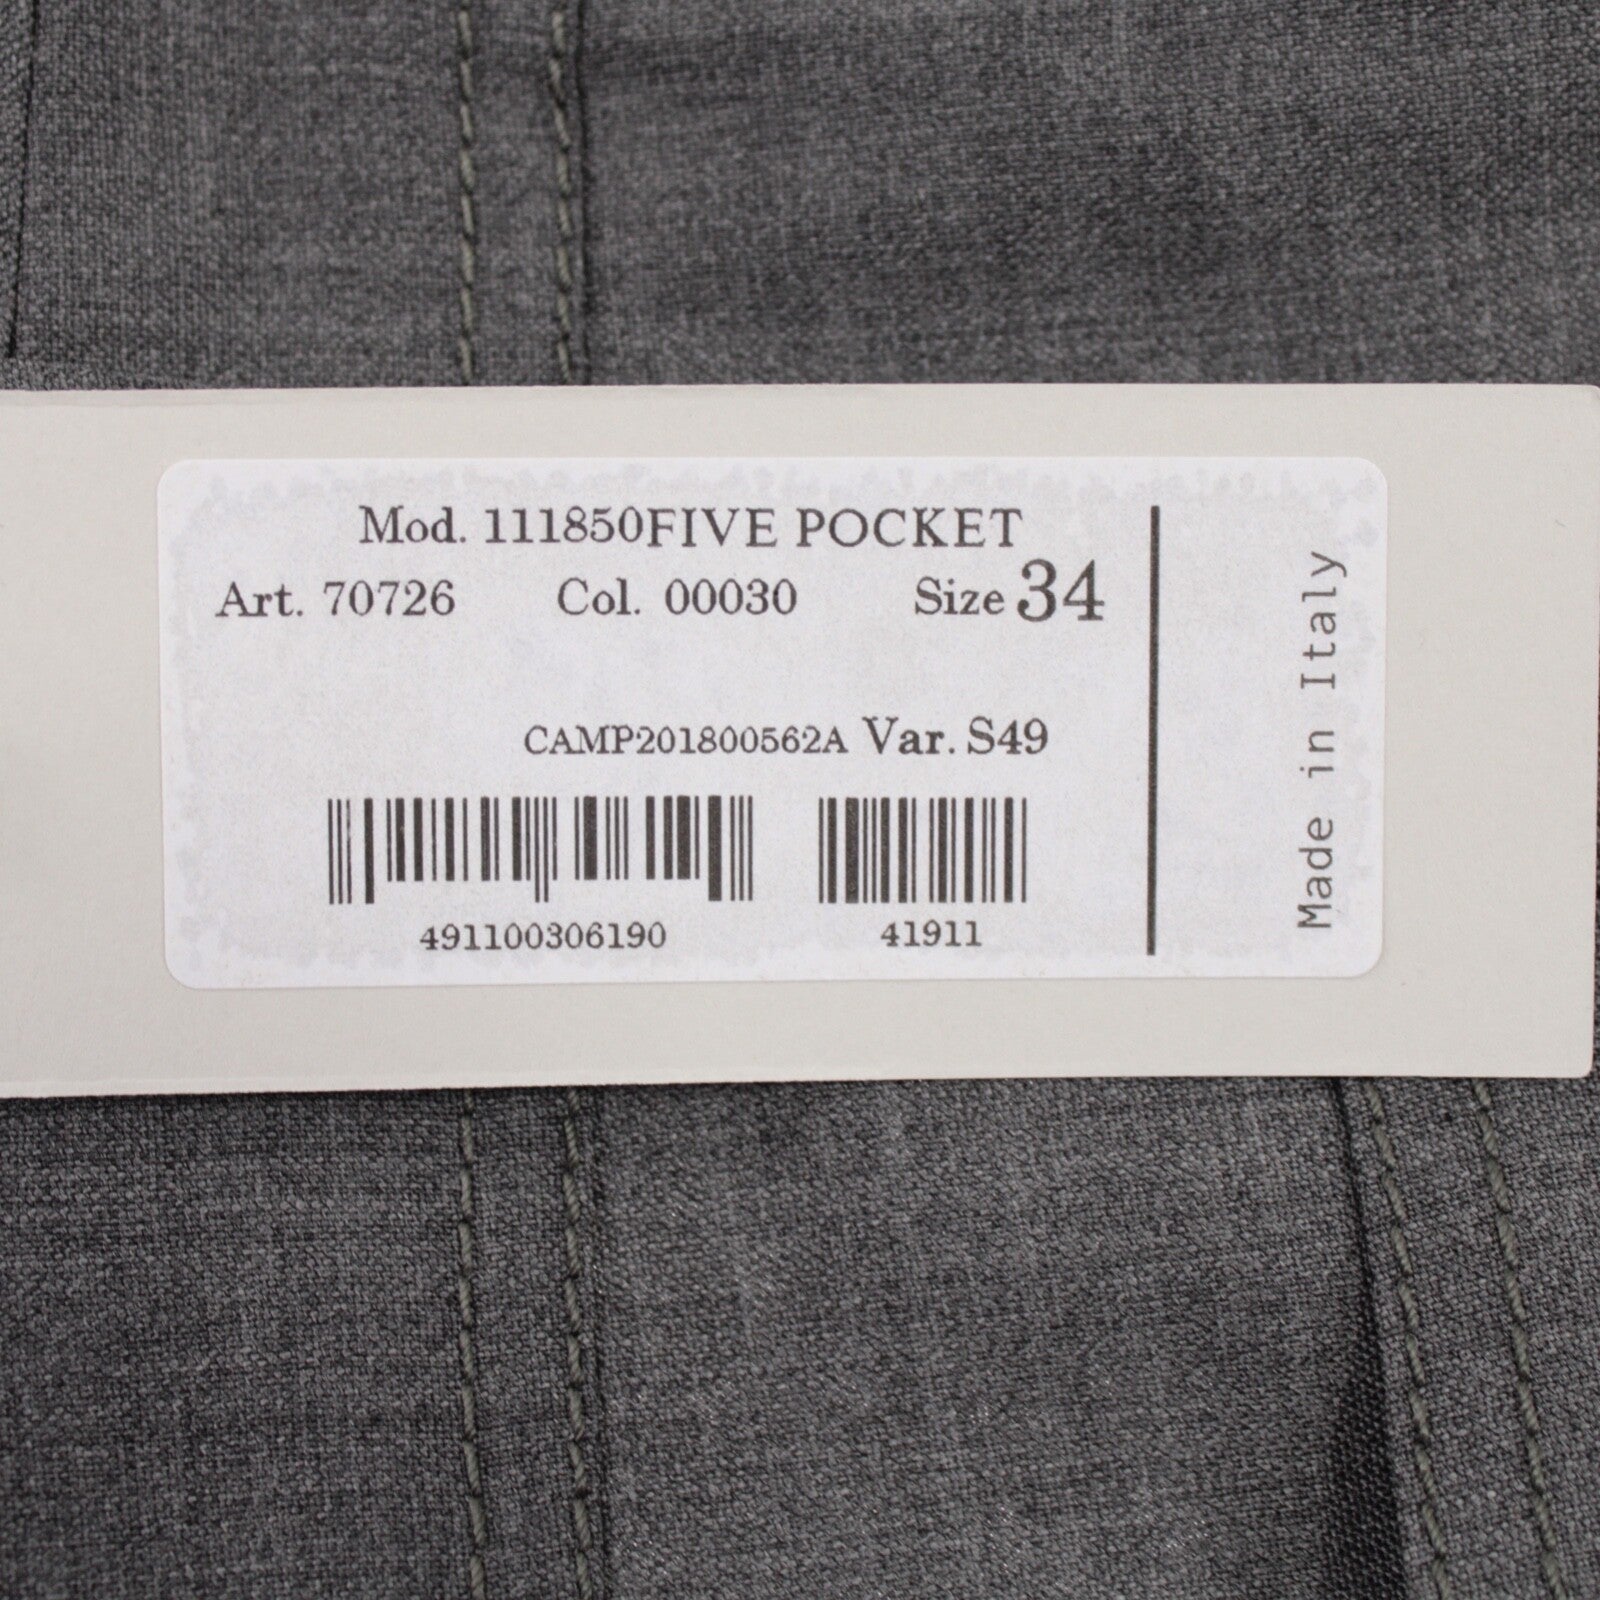 Mod. 111850FIVE POCKET
Art. 70726 Col. 00030 Size 34
CAMP201800562A Var. S49
491100306190 41911
Made in Italy